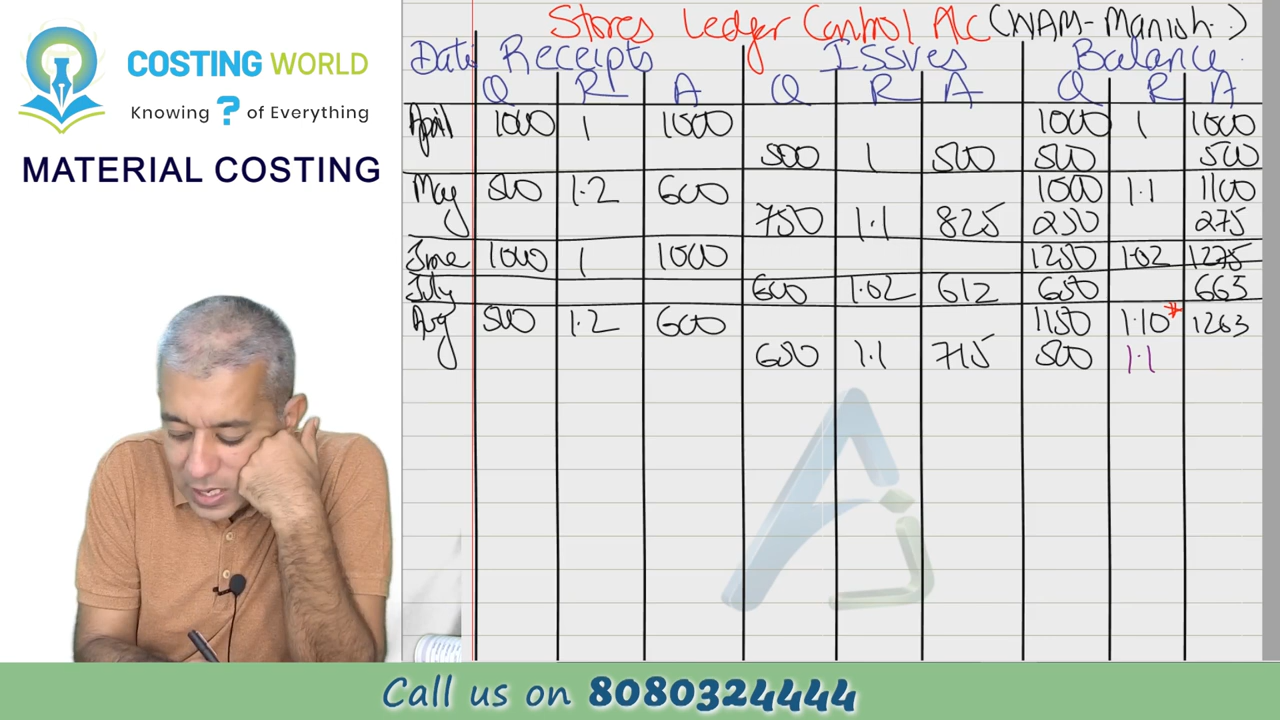 COSTING WORLD
Knowing ? of Everything
MATERIAL COSTING
Stores Ledger Control A/c (WAM-Manish.)
Date Receipts Issues Balance
Q R A Q R A Q R A
April 1000 1 1000 1000 1 1000
500 1 500 500 500
May 500 1.2 600 1000 1.1 1100
750 1.1 825 250 275
June 1000 1 1000 1250 1.02 1275
July 600 1.02 612 650 663
Aug 500 1.2 600 1150 1.10* 1263
650 1.1 715 500 1.1
Call us on 8080324444